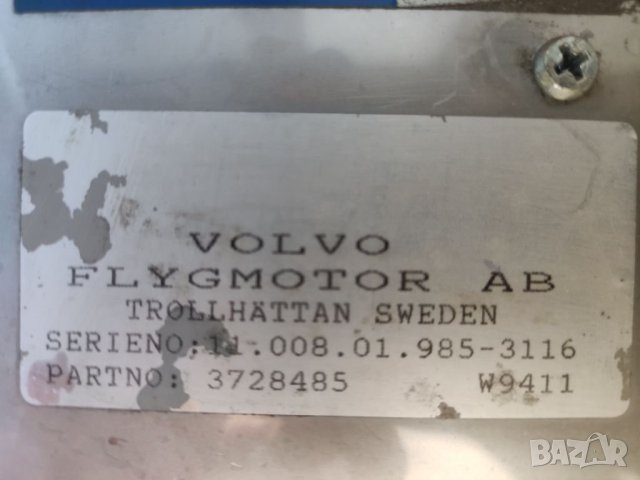 VOLVO
FLYGMOTOR AB
TROLLHÄTTAN SWEDEN
SERIENO:11.008.01.985-3116
PARTNO: 3728485 W9411
BAZAR